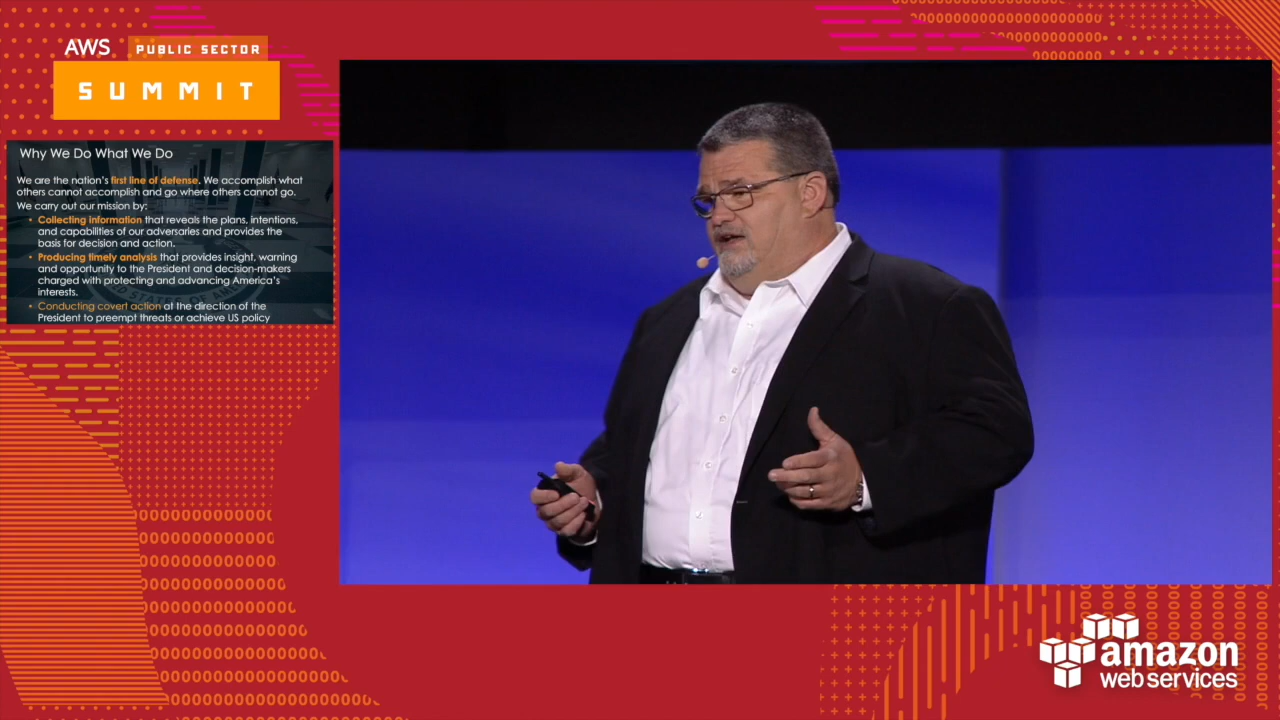 AWS PUBLIC SECTOR
SUMMIT
Why We Do What We Do
We are the nation's first line of defense. We accomplish what
others cannot accomplish and go where others cannot go.
We carry out our mission by:
• Collecting information that reveals the plans, intentions,
and capabilities of our adversaries and provides the
basis for decision and action.
• Producing timely analysis that provides insight, warning
and opportunity to the President and decision-makers
charged with protecting and advancing America's
interests.
• Conducting covert action at the direction of the
President to preempt threats or achieve US policy
amazon
web services